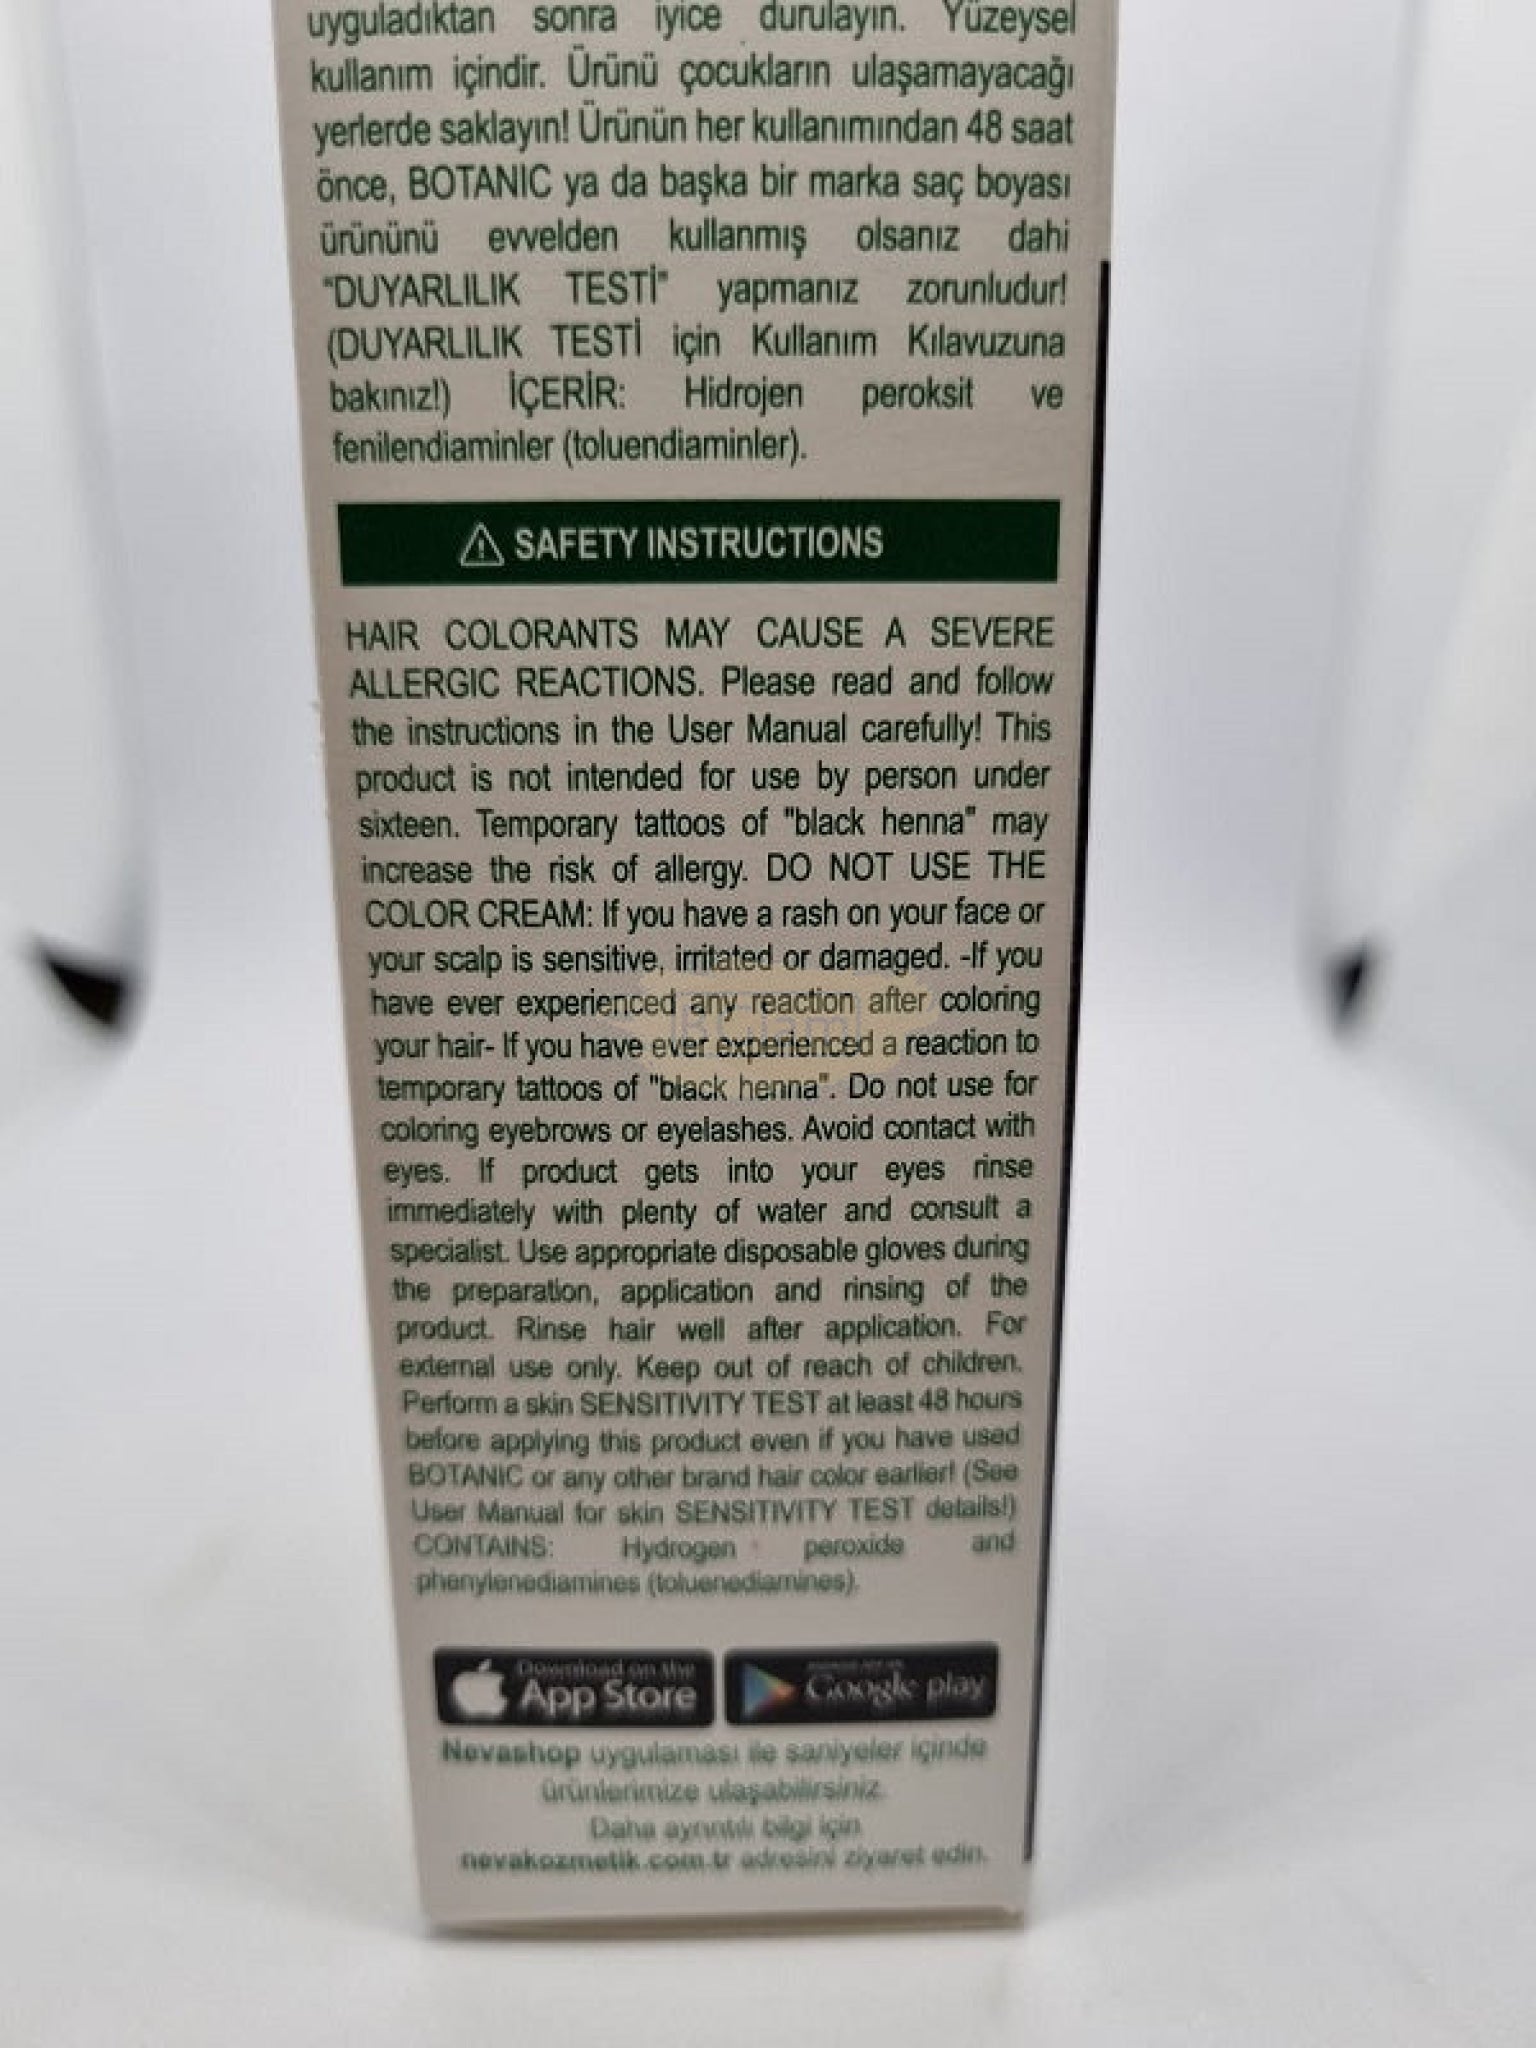 uyguladıktan sonra iyice durulayın. Yüzeysel
kullanım içindir. Ürünü çocukların ulaşamayacağı
yerlerde saklayın! Ürünün her kullanımından 48 saat
önce, BOTANIC ya da başka bir marka saç boyası
ürününü evvelden kullanmış olsanız dahi
"DUYARLILIK TESTİ" yapmanız zorunludur!
(DUYARLILIK TESTİ için Kullanım Kılavuzuna
bakınız!) İÇERİR: Hidrojen peroksit ve
fenilendiaminler (toluendiaminler).
SAFETY INSTRUCTIONS
HAIR COLORANTS MAY CAUSE A SEVERE
ALLERGIC REACTIONS. Please read and follow
the instructions in the User Manual carefully! This
product is not intended for use by person under
sixteen. Temporary tattoos of "black henna" may
increase the risk of allergy. DO NOT USE THE
COLOR CREAM: If you have a rash on your face or
your scalp is sensitive, irritated or damaged. -If you
have ever experienced any reaction after coloring
your hair- If you have ever experienced a reaction to
temporary tattoos of "black henna". Do not use for
coloring eyebrows or eyelashes. Avoid contact with
eyes. If product gets into your eyes rinse
immediately with plenty of water and consult a
specialist. Use appropriate disposable gloves during
the preparation, application and rinsing of the
product. Rinse hair well after application. For
external use only. Keep out of reach of children.
Perform a skin SENSITIVITY TEST at least 48 hours
before applying this product even if you have used
BOTANIC or any other brand hair color earlier! (See
User Manual for skin SENSITIVITY TEST details!)
CONTAINS: Hydrogen peroxide and
phenylenediamines (toluenediamines).
Download on the
App Store
Google play
Nevashop uygulaması ile saniyeler içinde
ürünlerimize ulaşabilirsiniz.
Daha ayrıntılı bilgi için
nevakozmetik.com.tr adresini ziyaret edin.